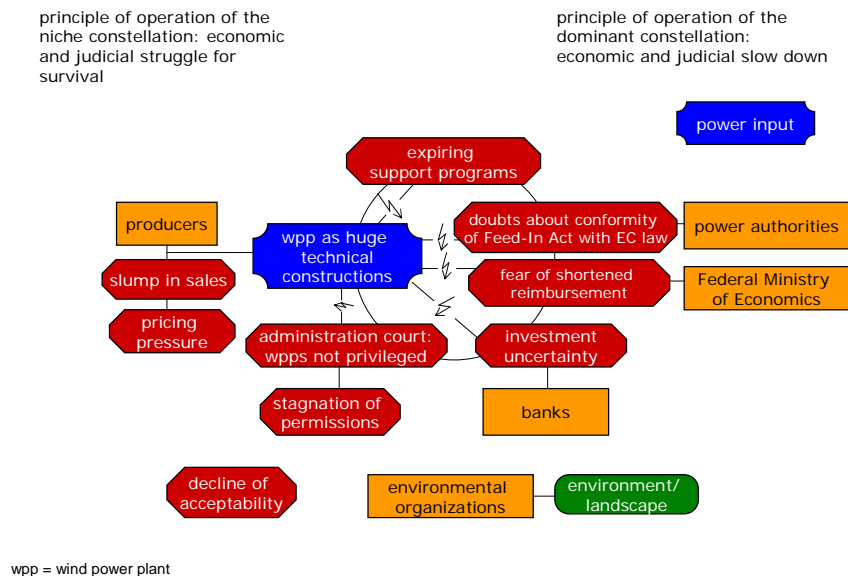 principle of operation of the
niche constellation: economic
and judicial struggle for
survival
principle of operation of the
dominant constellation:
economic and judicial slow down
power input
expiring
support programs
producers
doubts about conformity
of Feed-In Act with EC law
power authorities
wpp as huge
technical
constructions
slump in sales
fear of shortened
reimbursement
Federal Ministry
of Economics
pricing
pressure
administration court:
wpps not privileged
investment
uncertainty
stagnation of
permissions
banks
decline of
acceptability
environmental
organizations
environment/
landscape
wpp = wind power plant